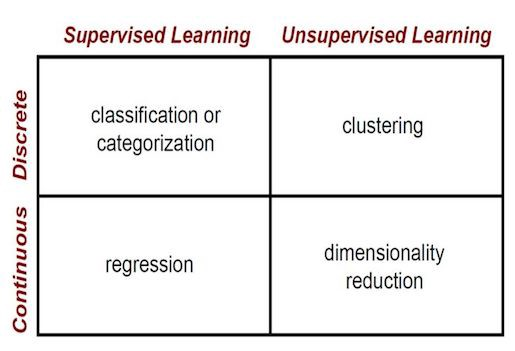 Supervised Learning
Unsupervised Learning
Discrete
classification or
categorization
clustering
Continuous
regression
dimensionality
reduction